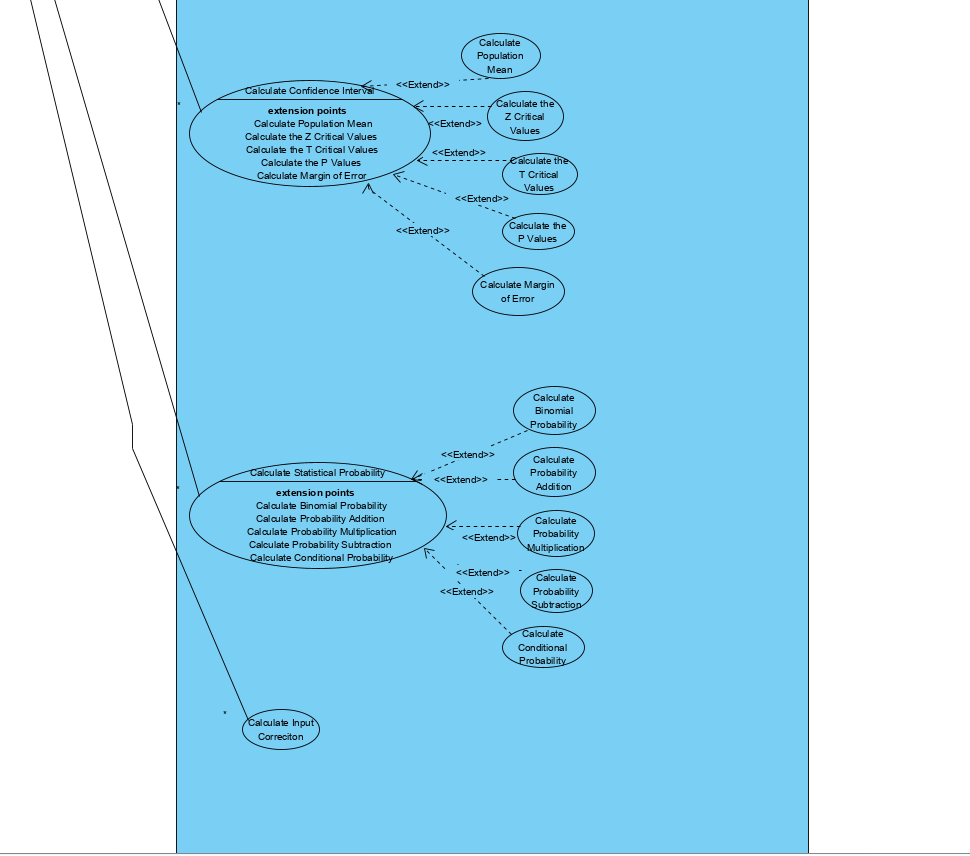 Calculate
Population
Mean
<<Extend>>
Calculate Confidence Interval
*
extension points
Calculate Population Mean
Calculate the Z Critical Values
Calculate the T Critical Values
Calculate the P Values
Calculate Margin of Error
Calculate the
Z Critical
Values
<<Extend>>
<<Extend>>
Calculate the
T Critical
Values
<<Extend>>
Calculate the
P Values
<<Extend>>
Calculate Margin
of Error
Calculate
Binomial
Probability
<<Extend>>
Calculate Statistical Probability
*
extension points
Calculate Binomial Probability
Calculate Probability Addition
Calculate Probability Multiplication
Calculate Probability Subtraction
Calculate Conditional Probability
Calculate
Probability
Addition
<<Extend>>
Calculate
Probability
Multiplication
<<Extend>>
<<Extend>>
Calculate
Probability
Subtraction
<<Extend>>
Calculate
Conditional
Probability
*
Calculate Input
Correciton